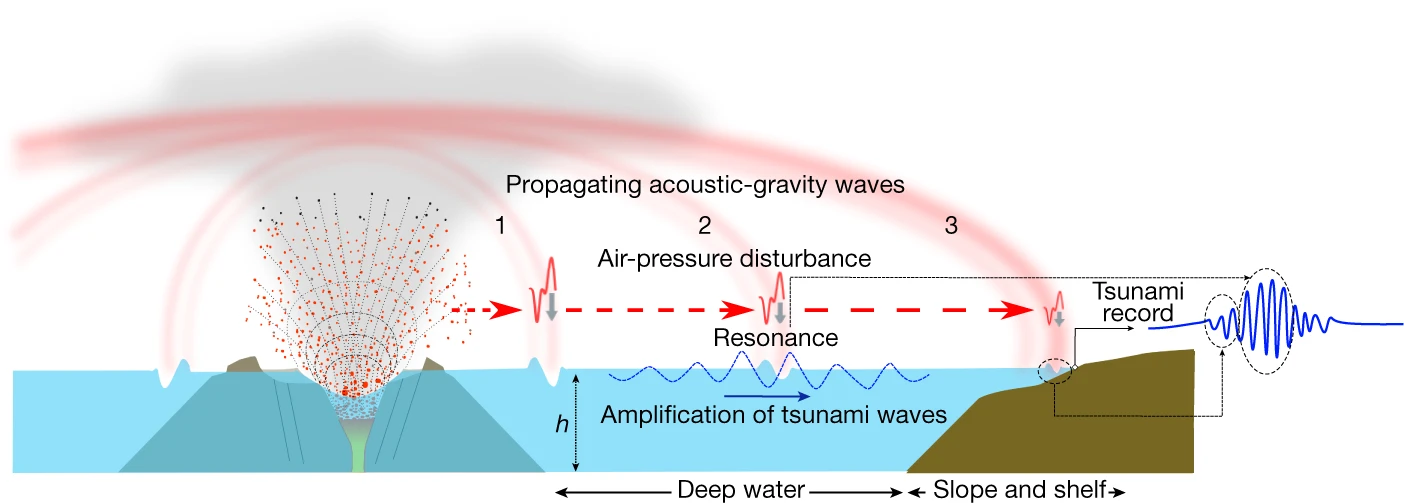 Propagating acoustic-gravity waves
1
2
3
Air-pressure disturbance
Tsunami
record
Resonance
Amplification of tsunami waves
h
Deep water
Slope and shelf